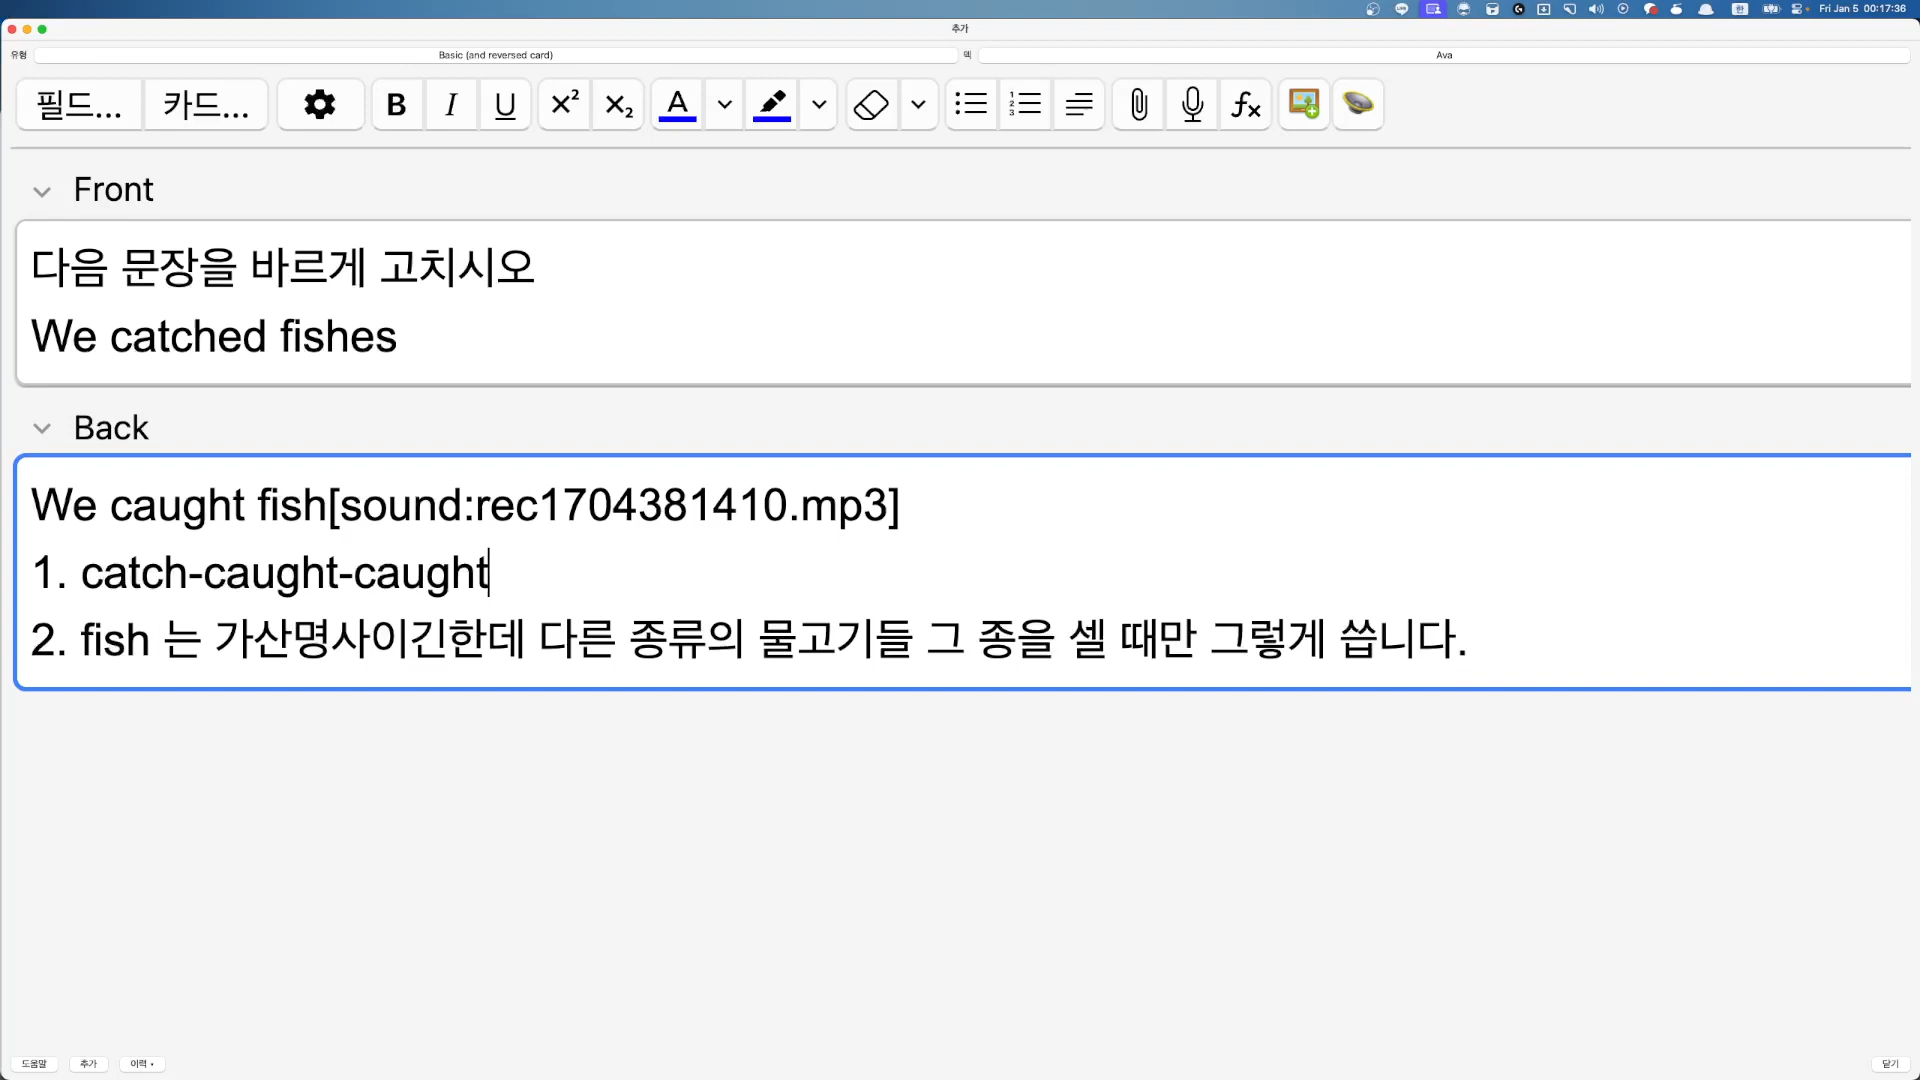 Fri Jan 5 00:17:36
추가
유형
Basic (and reversed card)
덱
Ava
필드...
카드...
B I U x² x₂ A
fx
Front
다음 문장을 바르게 고치시오
We catched fishes
Back
We caught fish[sound:rec1704381410.mp3]
1. catch-caught-caught
2. fish 는 가산명사이긴한데 다른 종류의 물고기들 그 종을 셀 때만 그렇게 씁니다.
도움말
추가
이력
닫기